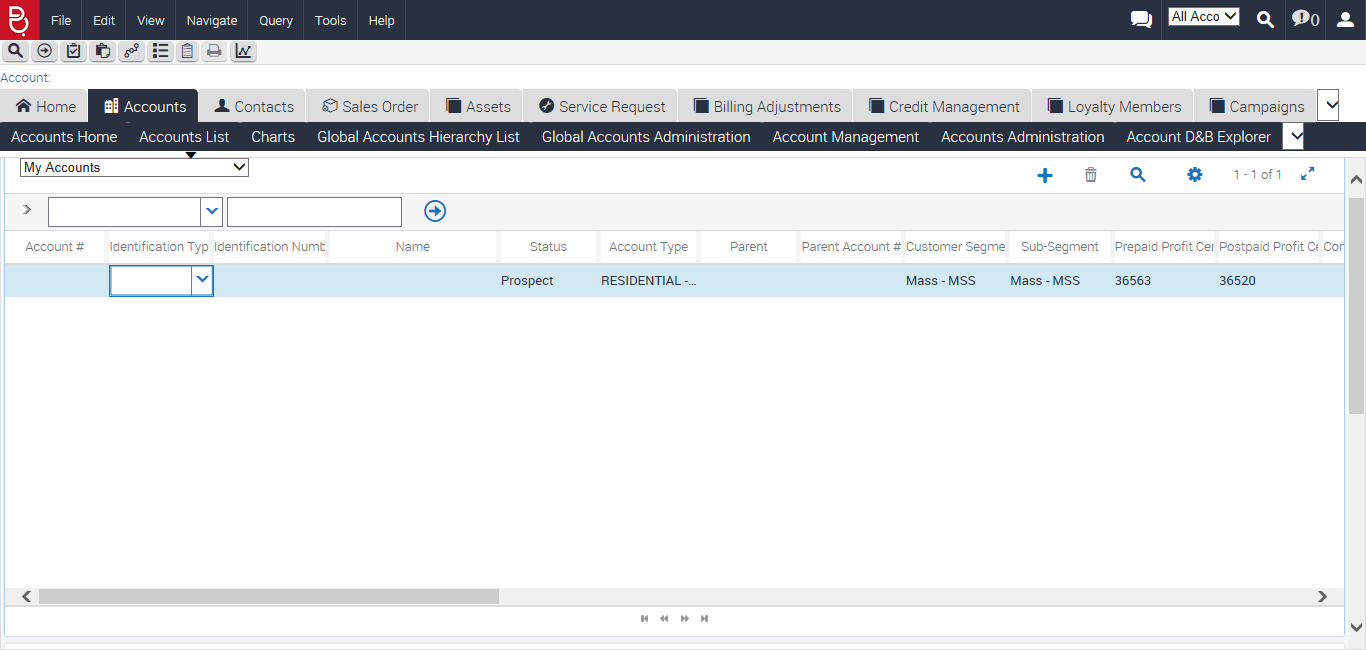 File Edit View Navigate Query Tools Help All Acco 0
Account:
Home Accounts Contacts Sales Order Assets Service Request Billing Adjustments Credit Management Loyalty Members Campaigns
Accounts Home Accounts List Charts Global Accounts Hierarchy List Global Accounts Administration Account Management Accounts Administration Account D&B Explorer
My Accounts 1 - 1 of 1
Account # Identification Typ Identification Numb Name Status Account Type Parent Parent Account # Customer Segme Sub-Segment Prepaid Profit Cer Postpaid Profit Ce Con
Prospect RESIDENTIAL -... Mass - MSS Mass - MSS 36563 36520